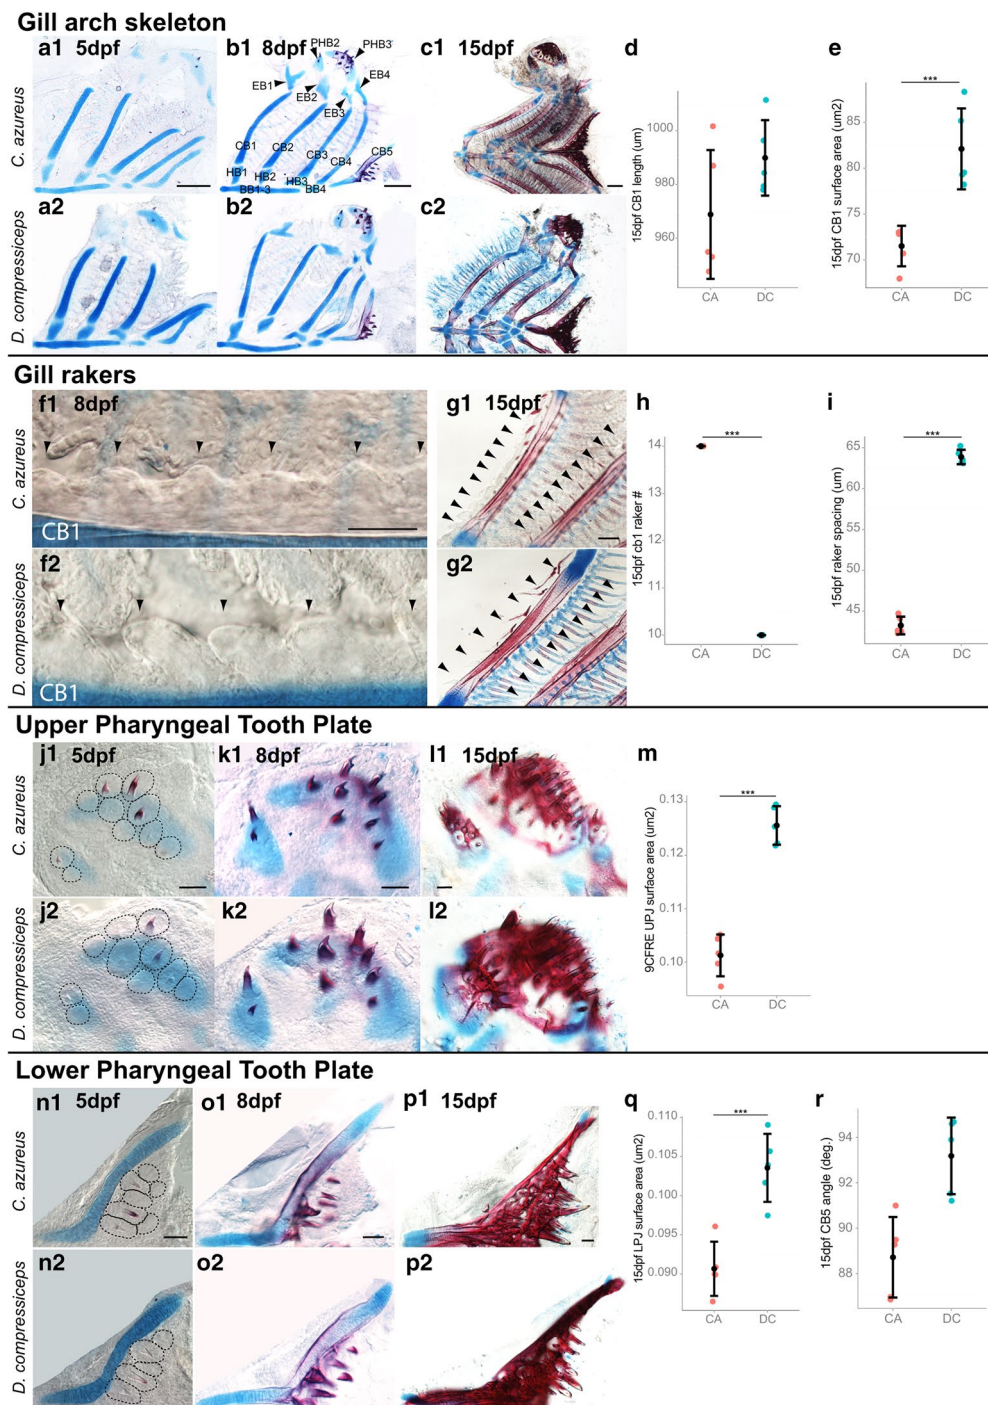 Gill arch skeleton
a1 5dpf
b1 8dpf
c1 15dpf
d
e
C. azureus
PHB2
PHB3
EB1
EB2
EB3
EB4
CB1
CB2
CB3
CB4
CB5
HB1
HB2
HB3
BB1-3
BB4
15dpf CB1 length (um)
1000
980
960
CA
DC
***
15dpf CB1 surface area (um2)
85
80
75
70
CA
DC
a2
b2
c2
D. compressiceps
Gill rakers
f1 8dpf
g1 15dpf
h
i
C. azureus
CB1
***
15dpf cb1 raker #
14
13
12
11
10
CA
DC
***
15dpf raker spacing (um)
65
60
55
50
45
CA
DC
f2
g2
D. compressiceps
CB1
Upper Pharyngeal Tooth Plate
j1 5dpf
k1 8dpf
l1 15dpf
m
C. azureus
***
9CFRE UPJ surface area (um2)
0.13
0.12
0.11
0.10
CA
DC
j2
k2
l2
D. compressiceps
Lower Pharyngeal Tooth Plate
n1 5dpf
o1 8dpf
p1 15dpf
q
r
C. azureus
***
15dpf LPJ surface area (um2)
0.110
0.105
0.100
0.095
0.090
CA
DC
15dpf CB5 angle (deg.)
94
92
90
88
CA
DC
n2
o2
p2
D. compressiceps